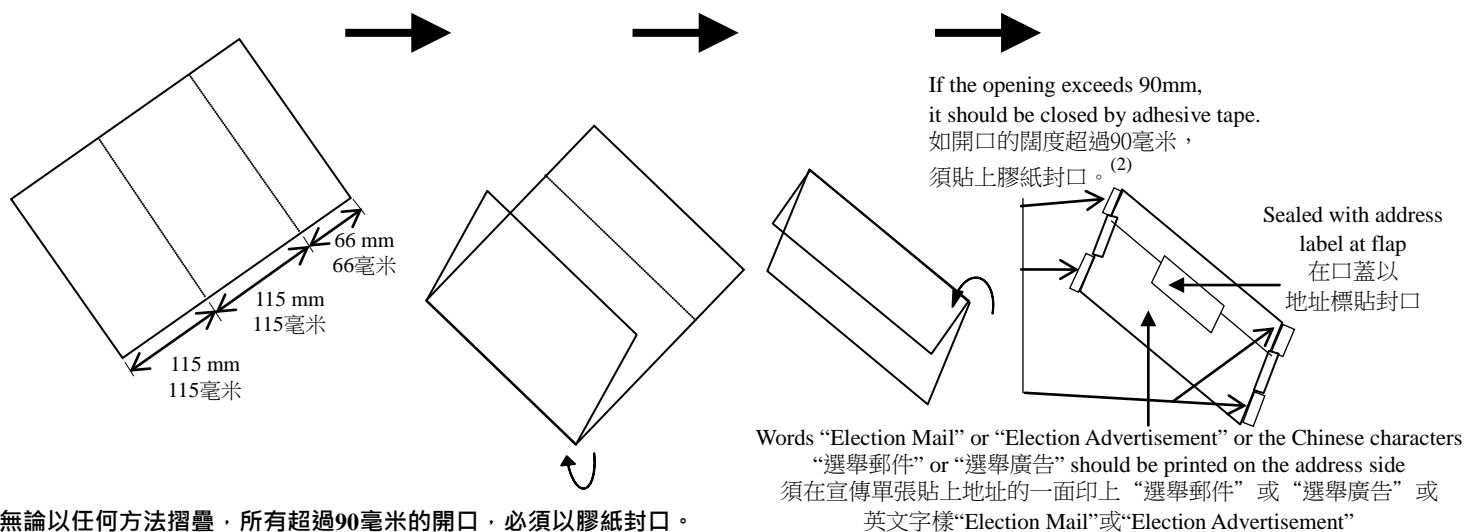 If the opening exceeds 90mm,
it should be closed by adhesive tape.
如開口的闊度超過90毫米，
須貼上膠紙封口。(2)
66 mm
66毫米
115 mm
115毫米
115 mm
115毫米
Sealed with address
label at flap
在口蓋以
地址標貼封口
Words “Election Mail” or “Election Advertisement” or the Chinese characters
“選舉郵件” or “選舉廣告” should be printed on the address side
須在宣傳單張貼上地址的一面印上“選舉郵件”或“選舉廣告”或
英文字樣“Election Mail”或“Election Advertisement”
無論以任何方法摺疊，所有超過90毫米的開口，必須以膠紙封口。